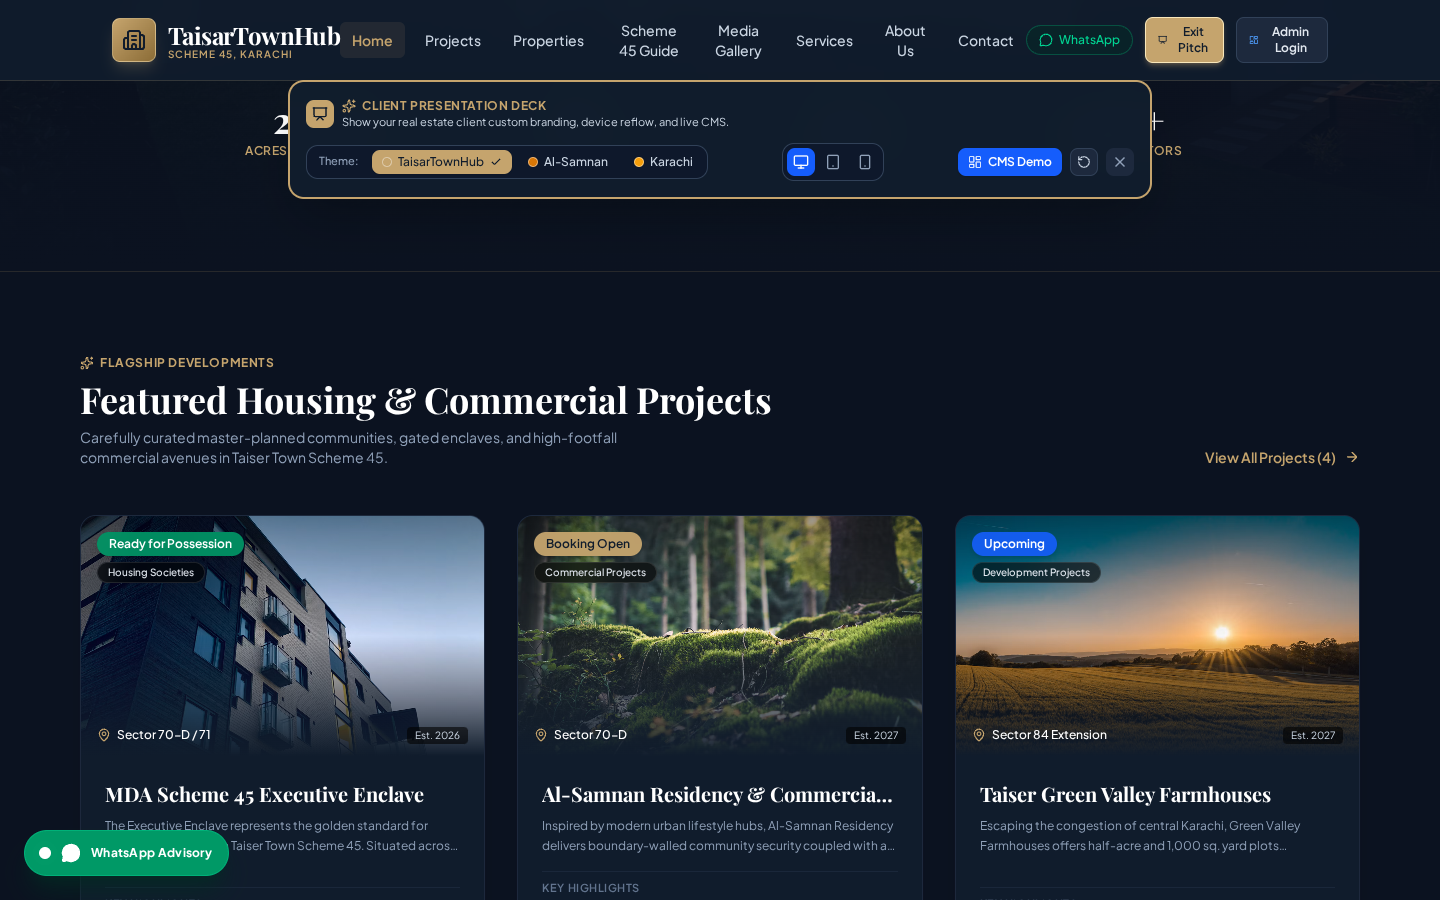 TaisarTownHub
SCHEME 45, KARACHI
Home
Projects
Properties
Scheme
45 Guide
Media
Gallery
Services
About
Us
Contact
WhatsApp
Exit
Pitch
Admin
Login
CLIENT PRESENTATION DECK
Show your real estate client custom branding, device reflow, and live CMS.
Theme:
TaisarTownHub
Al-Samnan
Karachi
CMS Demo
2
+
ACRES
TORS
FLAGSHIP DEVELOPMENTS
Featured Housing & Commercial Projects
Carefully curated master-planned communities, gated enclaves, and high-footfall
commercial avenues in Taiser Town Scheme 45.
View All Projects (4)
Ready for Possession
Housing Societies
Sector 70-D / 71
Est. 2026
MDA Scheme 45 Executive Enclave
The Executive Enclave represents the golden standard for
Taiser Town Scheme 45. Situated acros...
Booking Open
Commercial Projects
Sector 70-D
Est. 2027
Al-Samnan Residency & Commercia...
Inspired by modern urban lifestyle hubs, Al-Samnan Residency
delivers boundary-walled community security coupled with a...
KEY HIGHLIGHTS
Upcoming
Development Projects
Sector 84 Extension
Est. 2027
Taiser Green Valley Farmhouses
Escaping the congestion of central Karachi, Green Valley
Farmhouses offers half-acre and 1,000 sq. yard plots...
WhatsApp Advisory